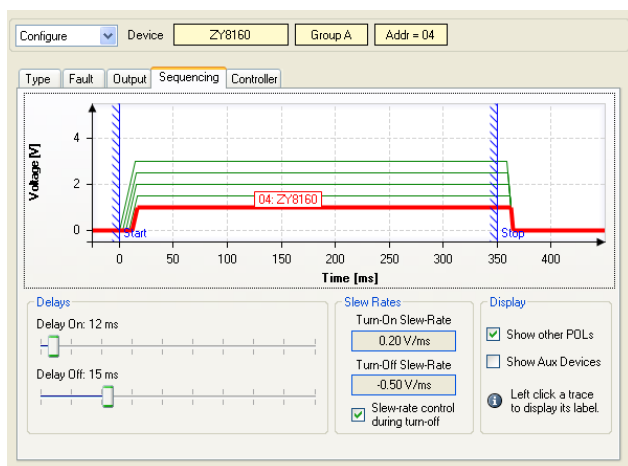 Configure Device ZY8160 Group A Addr = 04
Type Fault Output Sequencing Controller
Voltage [V]
4
2
0
04: ZY8160
Start
Stop
0 50 100 150 200 250 300 350 400
Time [ms]
Delays
Delay On: 12 ms
Delay Off: 15 ms
Slew Rates
Turn-On Slew-Rate
0.20 V/ms
Turn-Off Slew-Rate
-0.50 V/ms
Slew-rate control
during turn-off
Display
Show other POLs
Show Aux Devices
Left click a trace
to display its label.